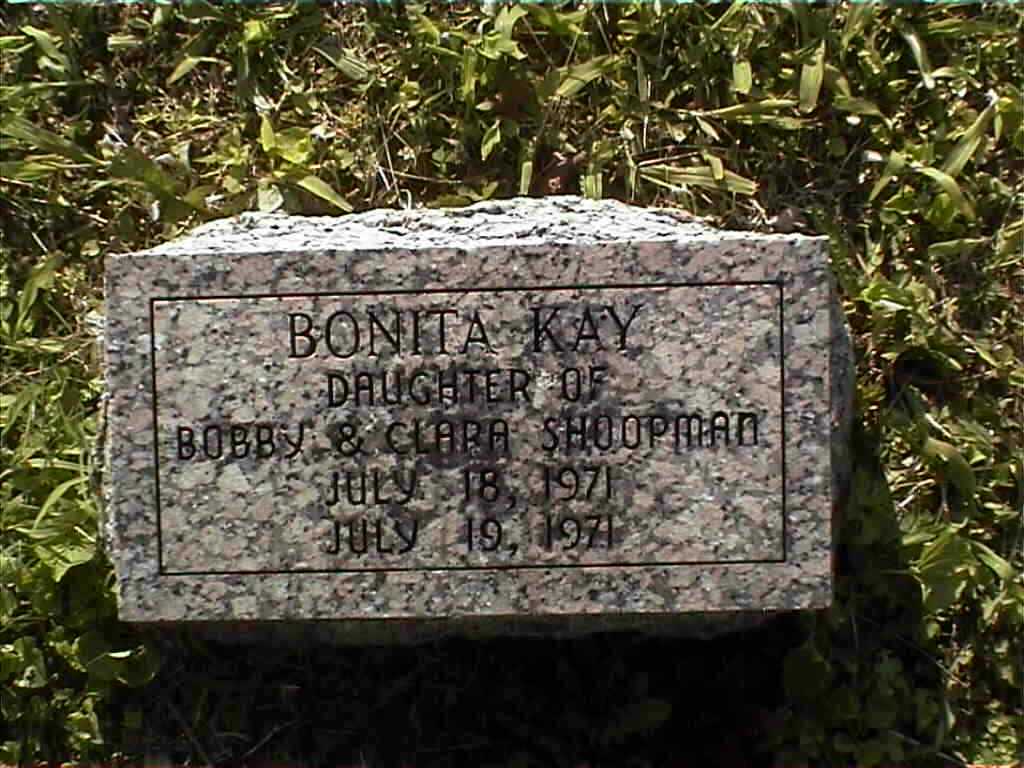 BONITA KAY
DAUGHTER OF
BOBBY & CLARA SHOOPMAN
JULY 18, 1971
JULY 19, 1971